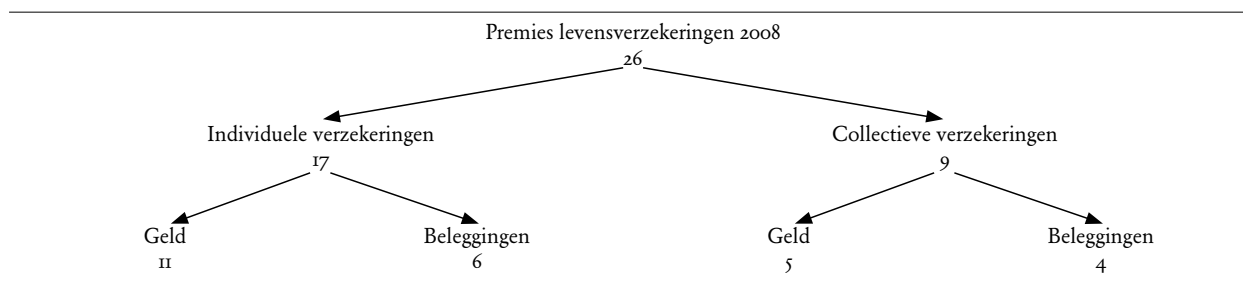 Premies levensverzekeringen 2008
26
Individuele verzekeringen Collectieve verzekeringen
17 9
Geld Beleggingen Geld Beleggingen
11 6 5 4